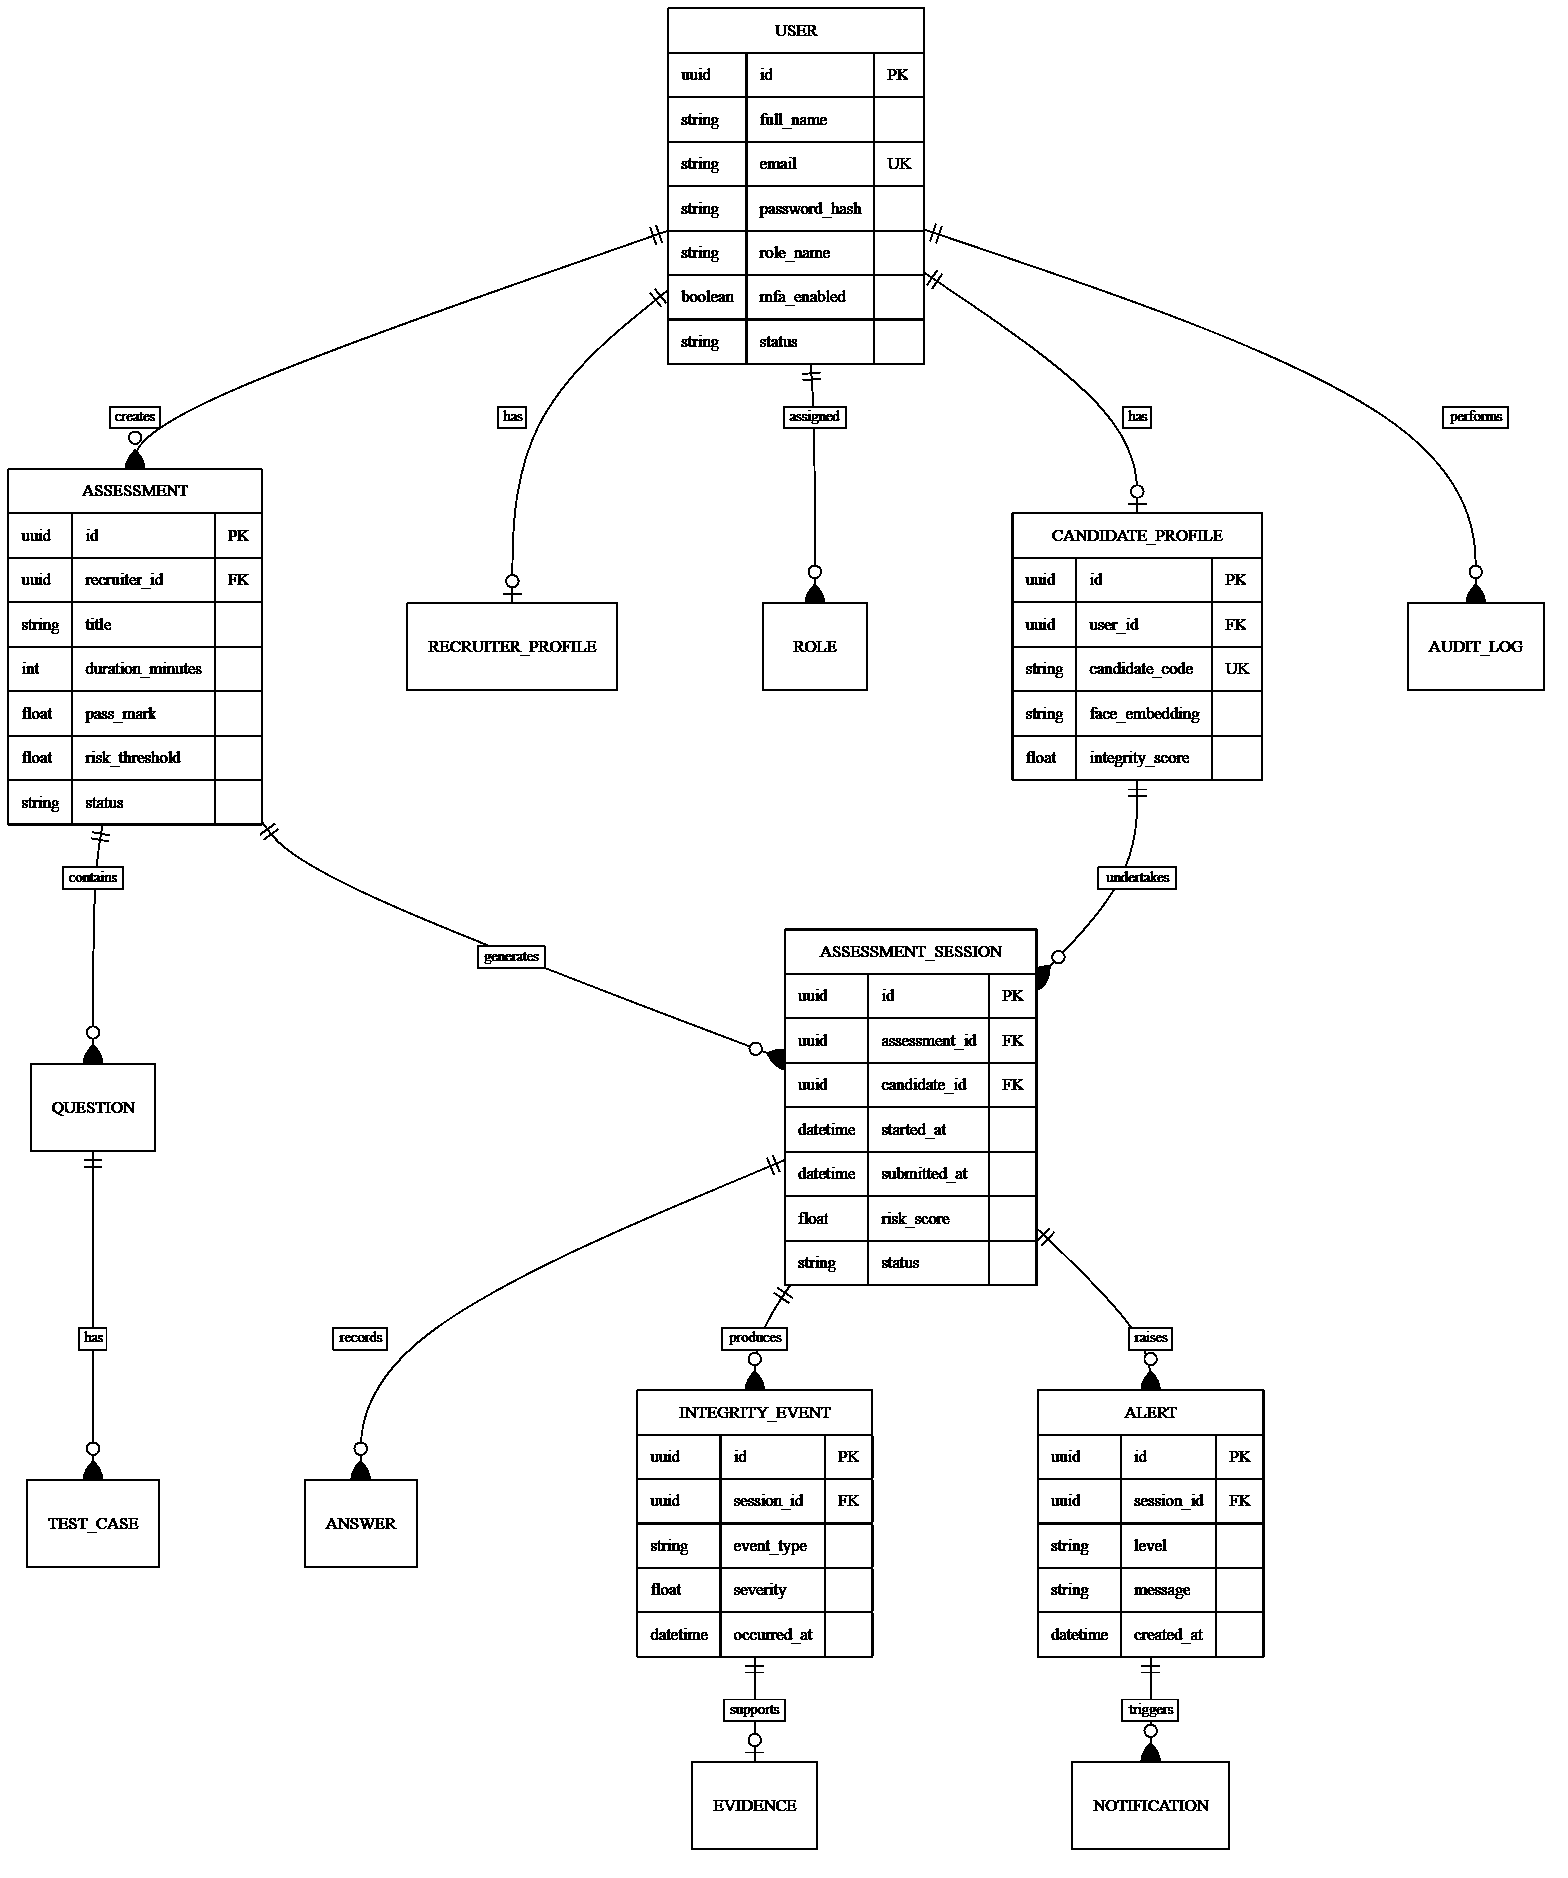 USER
uuid id PK
string full_name
string email UK
string password_hash
string role_name
boolean mfa_enabled
string status
creates
has
assigned
has
performs
ASSESSMENT
uuid id PK
uuid recruiter_id FK
string title
int duration_minutes
float pass_mark
float risk_threshold
string status
RECRUITER_PROFILE
ROLE
CANDIDATE_PROFILE
uuid id PK
uuid user_id FK
string candidate_code UK
string face_embedding
float integrity_score
AUDIT_LOG
contains
generates
undertakes
ASSESSMENT_SESSION
uuid id PK
uuid assessment_id FK
uuid candidate_id FK
datetime started_at
datetime submitted_at
float risk_score
string status
QUESTION
has
records
produces
raises
TEST_CASE
ANSWER
INTEGRITY_EVENT
uuid id PK
uuid session_id FK
string event_type
float severity
datetime occurred_at
ALERT
uuid id PK
uuid session_id FK
string level
string message
datetime created_at
supports
triggers
EVIDENCE
NOTIFICATION